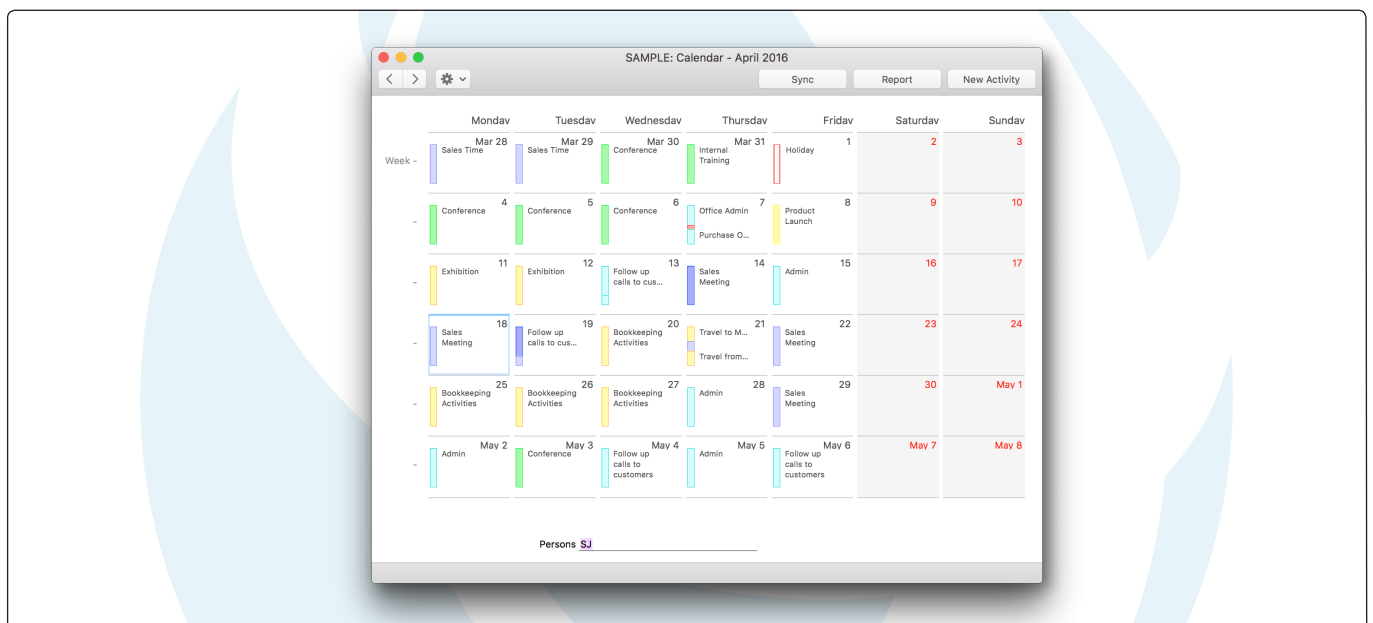 SAMPLE: Calendar - April 2016
Sync Report New Activity
Monday Tuesday Wednesday Thursday Friday Saturday Sunday
Week -
Mar 28
Sales Time
Mar 29
Sales Time
Mar 30
Conference
Mar 31
Internal
Training
1
Holiday
2
3
-
4
Conference
5
Conference
6
Conference
7
Office Admin
Purchase O...
8
Product
Launch
9
10
-
11
Exhibition
12
Exhibition
13
Follow up
calls to cus...
14
Sales
Meeting
15
Admin
16
17
-
18
Sales
Meeting
19
Follow up
calls to cus...
20
Bookkeeping
Activities
21
Travel to M...
Travel from...
22
Sales
Meeting
23
24
-
25
Bookkeeping
Activities
26
Bookkeeping
Activities
27
Bookkeeping
Activities
28
Admin
29
Sales
Meeting
30
May 1
-
May 2
Admin
May 3
Conference
May 4
Follow up
calls to
customers
May 5
Admin
May 6
Follow up
calls to
customers
May 7
May 8
Persons SJ